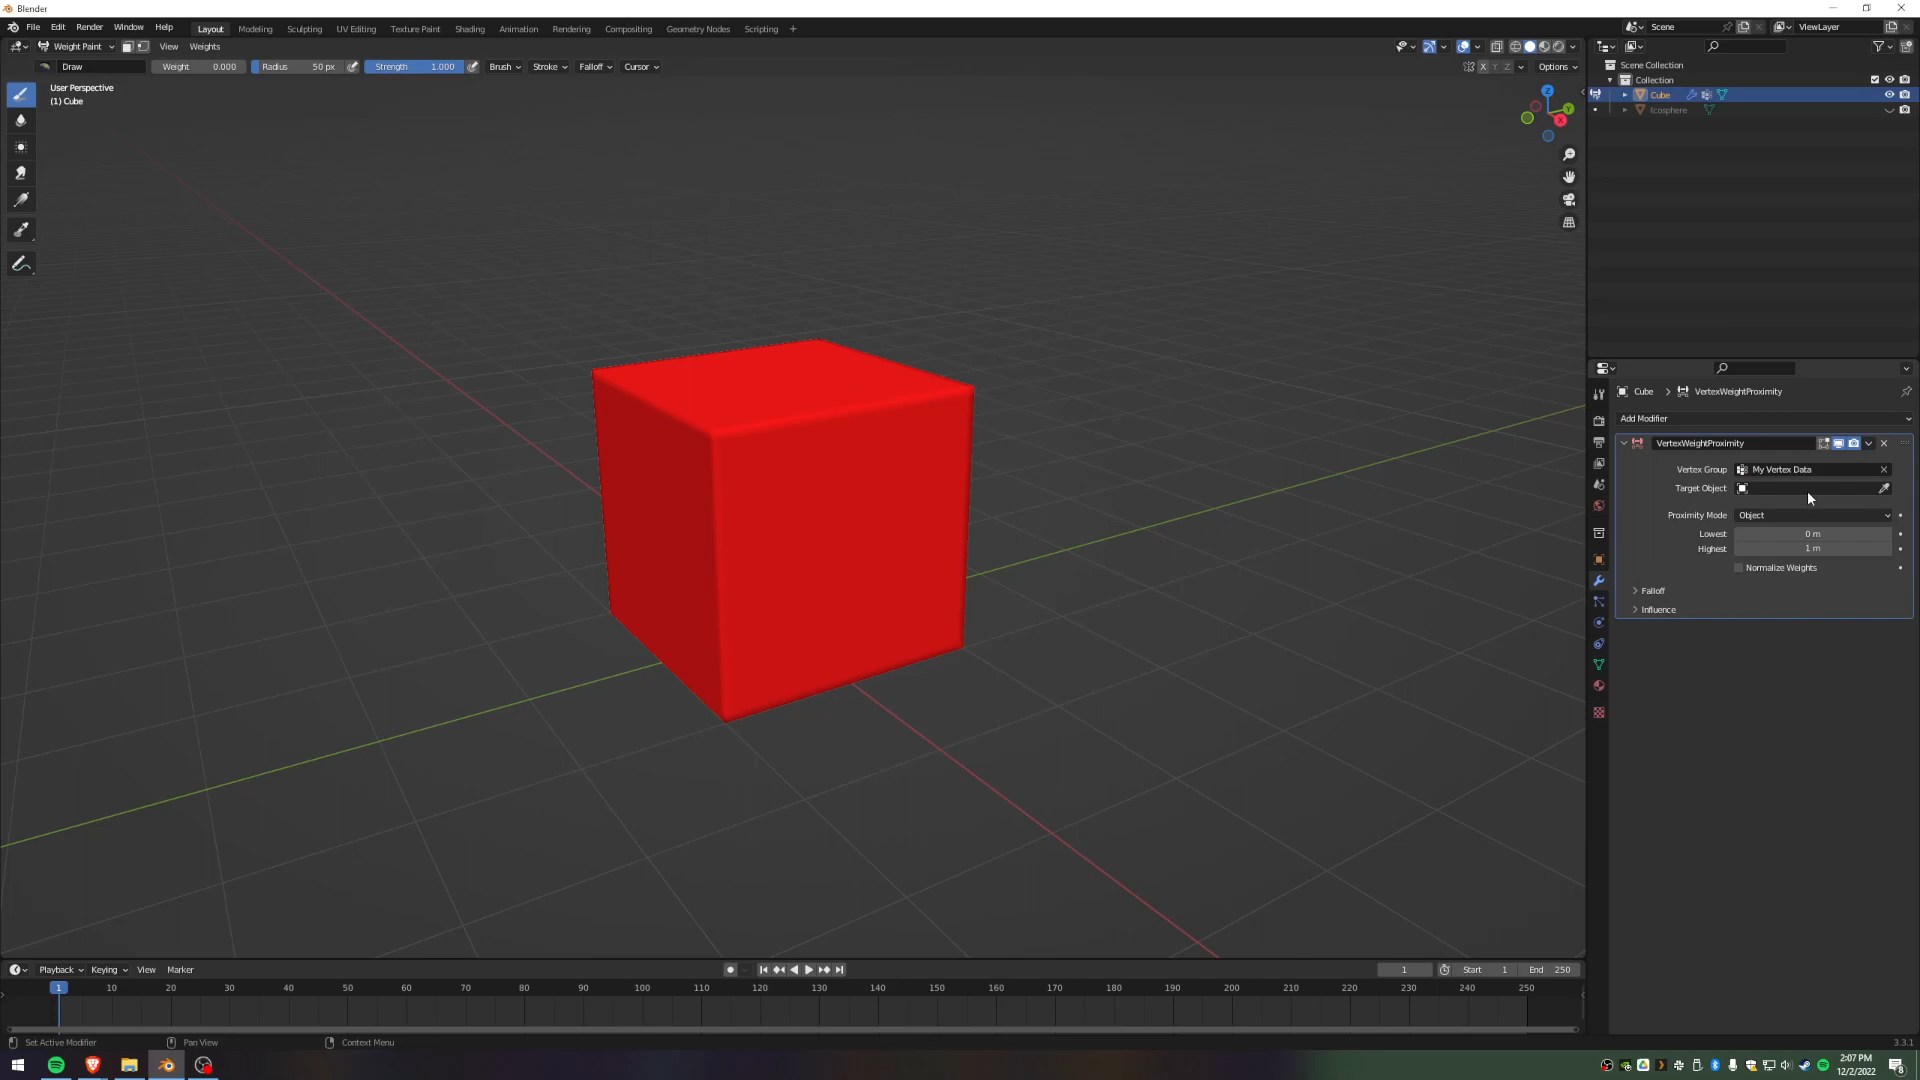 Blender
File Edit Render Window Help Layout Modeling Sculpting UV Editing Texture Paint Shading Animation Rendering Compositing Geometry Nodes Scripting + Scene ViewLayer
Weight Paint View Weights
Draw Weight 0.000 Radius 50 px Strength 1.000 Brush Stroke Falloff Cursor X Y Z Options
User Perspective
(1) Cube
Z
Y
X
Scene Collection
Collection
Cube
Icosphere
Cube > VertexWeightProximity
Add Modifier
VertexWeightProximity
Vertex Group My Vertex Data
Target Object
Proximity Mode Object
Lowest 0 m
Highest 1 m
Normalize Weights
Falloff
Influence
Playback Keying View Marker 1 Start 1 End 250
1 10 20 30 40 50 60 70 80 90 100 110 120 130 140 150 160 170 180 190 200 210 220 230 240 250
Set Active Modifier Pan View Context Menu 3.3.1
2:07 PM
12/2/2022
8